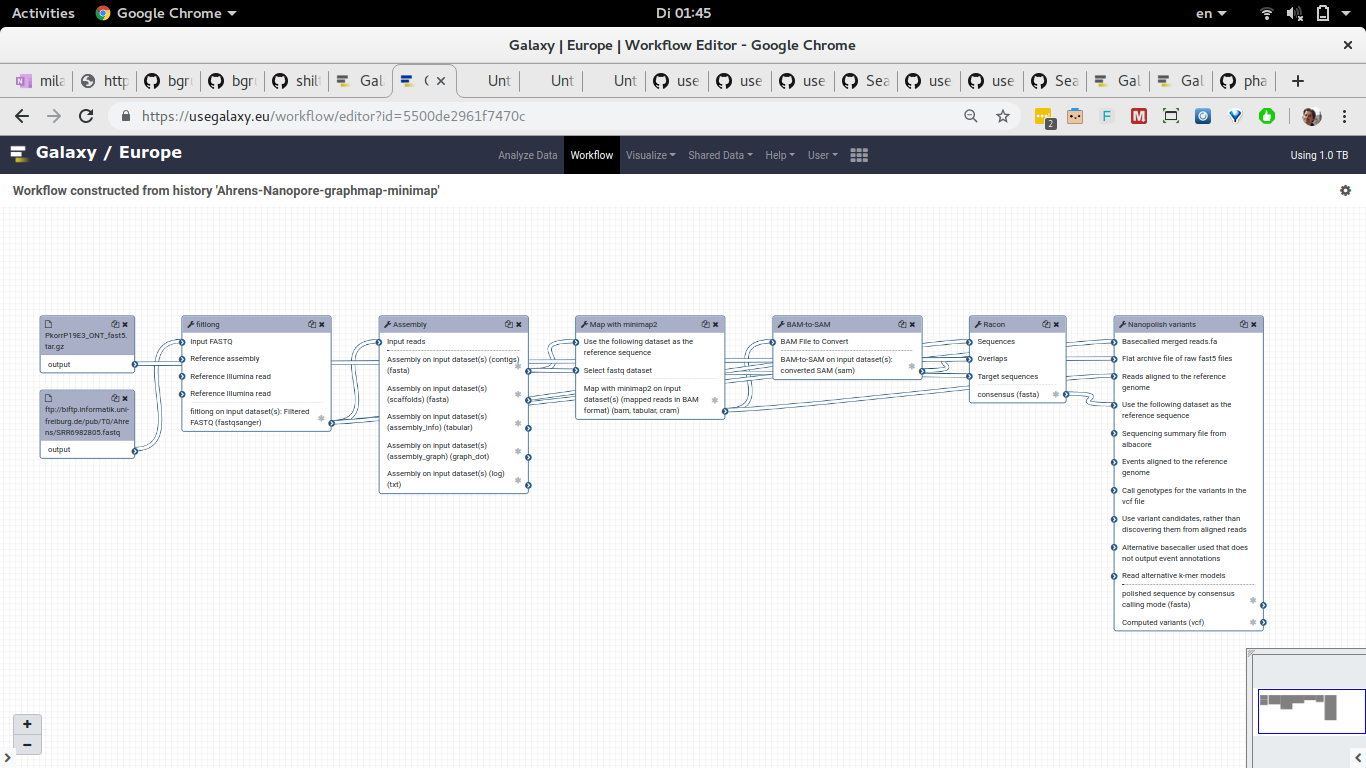 Activities
Google Chrome
Di 01:45
en
Galaxy | Europe | Workflow Editor - Google Chrome
mila
http
bgr
bgr
shil
Gal
Unt
Unt
Unt
use
use
use
Sea
use
use
Sea
Gal
Gal
pha
https://usegalaxy.eu/workflow/editor?id=5500de2961f7470c
2
F
M
Galaxy / Europe
Analyze Data
Workflow
Visualize
Shared Data
Help
User
Using 1.0 TB
Workflow constructed from history 'Ahrens-Nanopore-graphmap-minimap'
PkorrP19E3_ONT_fast5.
tar.gz
output
ftp://biftp.informatik.uni-
freiburg.de/pub/T0/Ahre
ns/SRR6982805.fastq
output
filtlong
Input FASTQ
Reference assembly
Reference Illumina read
Reference Illumina read
filtlong on input dataset(s): Filtered
FASTQ (fastqsanger)
Assembly
Input reads
Assembly on input dataset(s) (contigs)
(fasta)
Assembly on input dataset(s)
(scaffolds) (fasta)
Assembly on input dataset(s)
(assembly_info) (tabular)
Assembly on input dataset(s)
(assembly_graph) (graph_dot)
Assembly on input dataset(s) (log)
(txt)
Map with minimap2
Use the following dataset as the
reference sequence
Select fastq dataset
Map with minimap2 on input
dataset(s) (mapped reads in BAM
format) (bam, tabular, cram)
BAM-to-SAM
BAM File to Convert
BAM-to-SAM on input dataset(s):
converted SAM (sam)
Racon
Sequences
Overlaps
Target sequences
consensus (fasta)
Nanopolish variants
Basecalled merged reads.fa
Flat archive file of raw fast5 files
Reads aligned to the reference
genome
Use the following dataset as the
reference sequence
Sequencing summary file from
albacore
Events aligned to the reference
genome
Call genotypes for the variants in the
vcf file
Use variant candidates, rather than
discovering them from aligned reads
Alternative basecaller used that does
not output event annotations
Read alternative k-mer models
polished sequence by consensus
calling mode (fasta)
Computed variants (vcf)
+
−